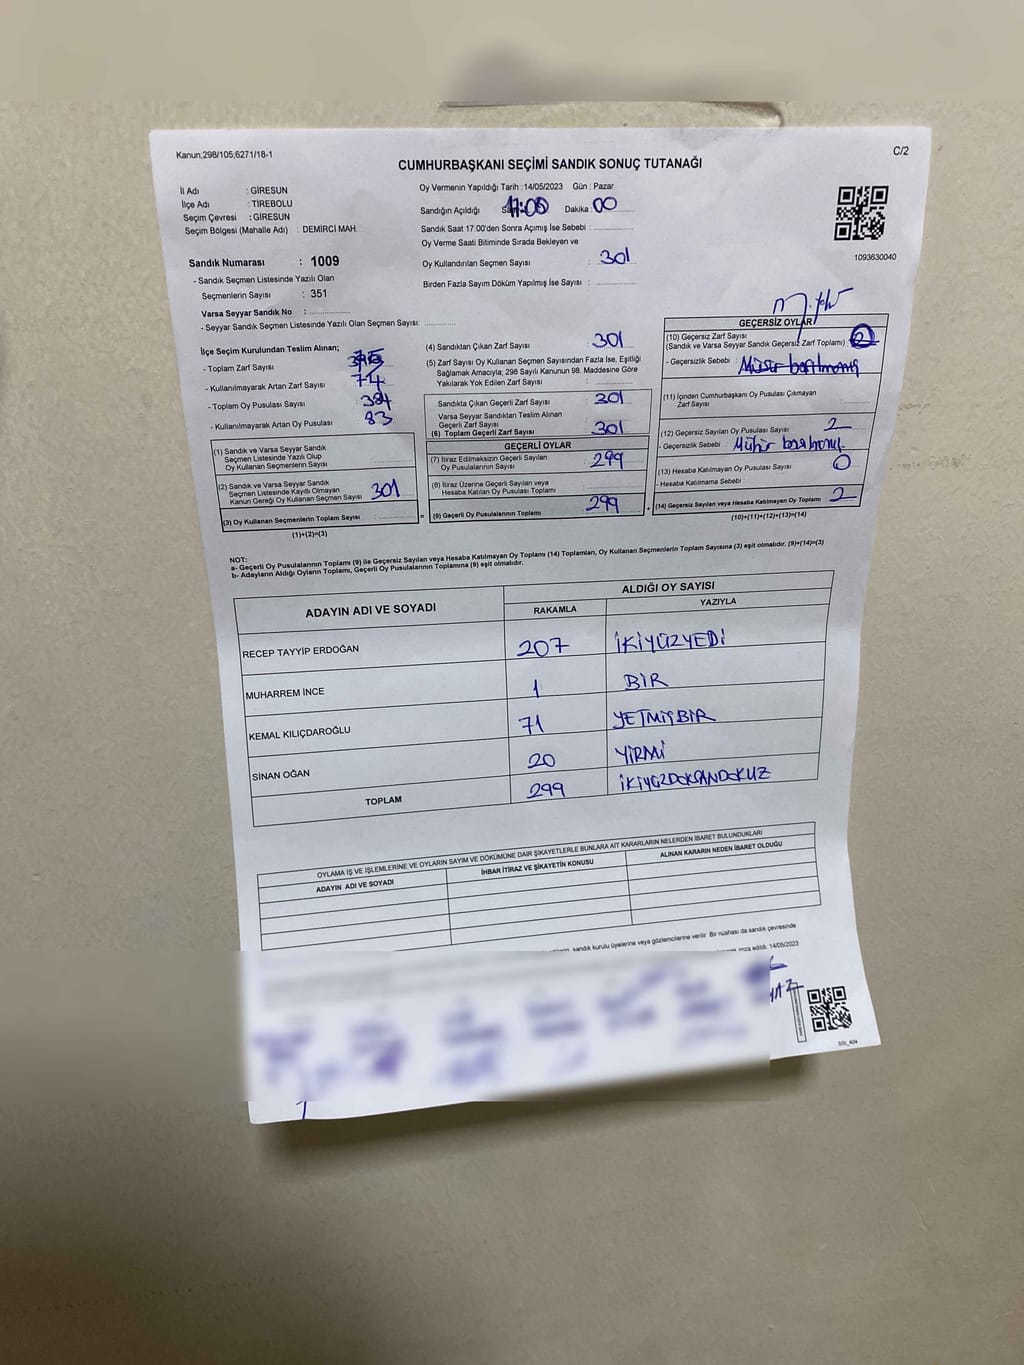 Kanun,298/105,6271/18-1
C/2
CUMHURBAŞKANI SEÇİMİ SANDIK SONUÇ TUTANAĞI
İl Adı : GİRESUN
İlçe Adı : TİREBOLU
Seçim Çevresi : GİRESUN
Seçim Bölgesi (Mahalle Adı) : DEMİRCİ MAH.
Sandık Numarası : 1009
- Sandık Seçmen Listesinde Yazılı Olan
Seçmenlerin Sayısı : 351
Varsa Seyyar Sandık No :
- Seyyar Sandık Seçmen Listesinde Yazılı Olan Seçmen Sayısı:
Oy Vermenin Yapıldığı Tarih :14/05/2023 Gün : Pazar
Sandığın Açıldığı 17:00 Dakika : 00
Sandık Saat 17:00'den Sonra Açımış İse Sebebi :
Oy Verme Saati Bitiminde Sırada Bekleyen ve
Oy Kullandırılan Seçmen Sayısı : 301
Birden Fazla Sayım Döküm Yapılmış İse Sayısı :
1093630040
İlçe Seçim Kurulundan Teslim Alınan;
- Toplam Zarf Sayısı :
- Kullanılmayarak Artan Zarf Sayısı : 74
- Toplam Oy Pusulası Sayısı : 384
- Kullanılmayarak Artan Oy Pusulası : 83
(1) Sandık ve Varsa Seyyar Sandık
Seçmen Listesinde Yazılı Olup
Oy Kullanan Seçmenlerin Sayısı :
(2) Sandık ve Varsa Seyyar Sandık
Seçmen Listesinde Kayıtlı Olmayan
Kanun Gereği Oy Kullanan Seçmen Sayısı : 301
(3) Oy Kullanan Seçmenlerin Toplam Sayısı :
(1)+(2)=(3)
(4) Sandıktan Çıkan Zarf Sayısı : 301
(5) Zarf Sayısı Oy Kullanan Seçmen Sayısından Fazla İse, Eşitliği
Sağlamak Amacıyla, 298 Sayılı Kanunun 98. Maddesine Göre
Yakılarak Yok Edilen Zarf Sayısı :
Sandıkta Çıkan Geçerli Zarf Sayısı : 301
Varsa Seyyar Sandıktan Teslim Alınan
Geçerli Zarf Sayısı :
(6) Toplam Geçerli Zarf Sayısı : 301
GEÇERLİ OYLAR
(7) İtiraz Edilmeksizin Geçerli Sayılan
Oy Pusulalarının Sayısı : 299
(8) İtiraz Üzerine Geçerli Sayılan veya
Hesaba Katılan Oy Pusulası Toplamı :
= (9) Geçerli Oy Pusulalarının Toplamı : 299
GEÇERSİZ OYLAR
(10) Geçersiz Zarf Sayısı
(Sandık ve Varsa Seyyar Sandık Geçersiz Zarf Toplamı) : 2
- Geçersizlik Sebebi :
(11) İçinden Cumhurbaşkanı Oy Pusulası Çıkmayan
Zarf Sayısı :
(12) Geçersiz Sayılan Oy Pusulası Sayısı : 2
- Geçersizlik Sebebi : Mühür
(13) Hesaba Katılmayan Oy Pusulası Sayısı : 0
- Hesaba Katılmama Sebebi
+ (14) Geçersiz Sayılan veya Hesaba Katılmayan Oy Toplamı : 2
(10)+(11)+(12)+(13)=(14)
NOT:
a- Geçerli Oy Pusulalarının Toplamı (9) ile Geçersiz Sayılan veya Hesaba Katılmayan Oy Toplamı (14) Toplamları, Oy Kullanan Seçmenlerin Toplam Sayısına (3) eşit olmalıdır. (9)+(14)=(3)
b- Adayların Aldığı Oyların Toplamı, Geçerli Oy Pusulalarının Toplamına (9) eşit olmalıdır.
ADAYIN ADI VE SOYADI ALDIĞI OY SAYISI
RAKAMLA YAZIYLA
RECEP TAYYİP ERDOĞAN 207 İKİYÜZYEDİ
MUHARREM İNCE 1 BİR
KEMAL KILIÇDAROĞLU 71 YETMİŞBİR
SİNAN OĞAN 20 YİRMİ
TOPLAM 299 İKİYÜZDOKSANDOKUZ
OYLAMA İŞ VE İŞLEMLERİNE VE OYLARIN SAYIM VE DÖKÜMÜNE DAİR ŞİKAYETLERLE BUNLARA AİT KARARLARIN NELERDEN İBARET BULUNDUKLARI
ADAYIN ADI VE SOYADI İHBAR İTİRAZ VE ŞİKAYETİN KONUSU ALINAN KARARIN NEDEN İBARET OLDUĞU
sandık kurulu üyelerine veya gözlemcilerine verilir. Bir nüshası da sandık çevresinde
imza edildi. 14/05/2023